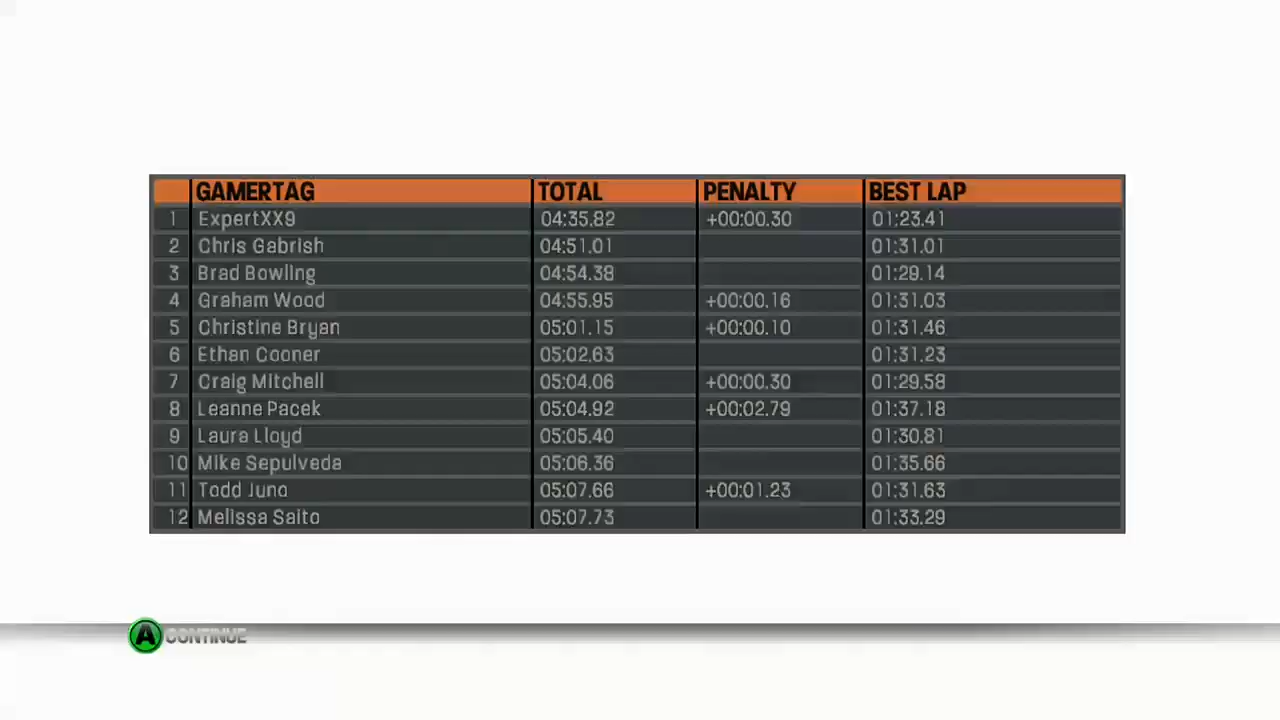 GAMERTAG TOTAL PENALTY BEST LAP
1 ExpertXX9 04:35.82 +00:00.30 01:23.41
2 Chris Gabrish 04:51.01 01:31.01
3 Brad Bowling 04:54.38 01:29.14
4 Graham Wood 04:55.95 +00:00.16 01:31.03
5 Christine Bryan 05:01.15 +00:00.10 01:31.46
6 Ethan Cooner 05:02.63 01:31.23
7 Craig Mitchell 05:04.06 +00:00.30 01:29.58
8 Leanne Pacek 05:04.92 +00:02.79 01:37.18
9 Laura Lloyd 05:05.40 01:30.81
10 Mike Sepulveda 05:06.36 01:35.66
11 Todd Juno 05:07.66 +00:01.23 01:31.63
12 Melissa Saito 05:07.73 01:33.29
A CONTINUE